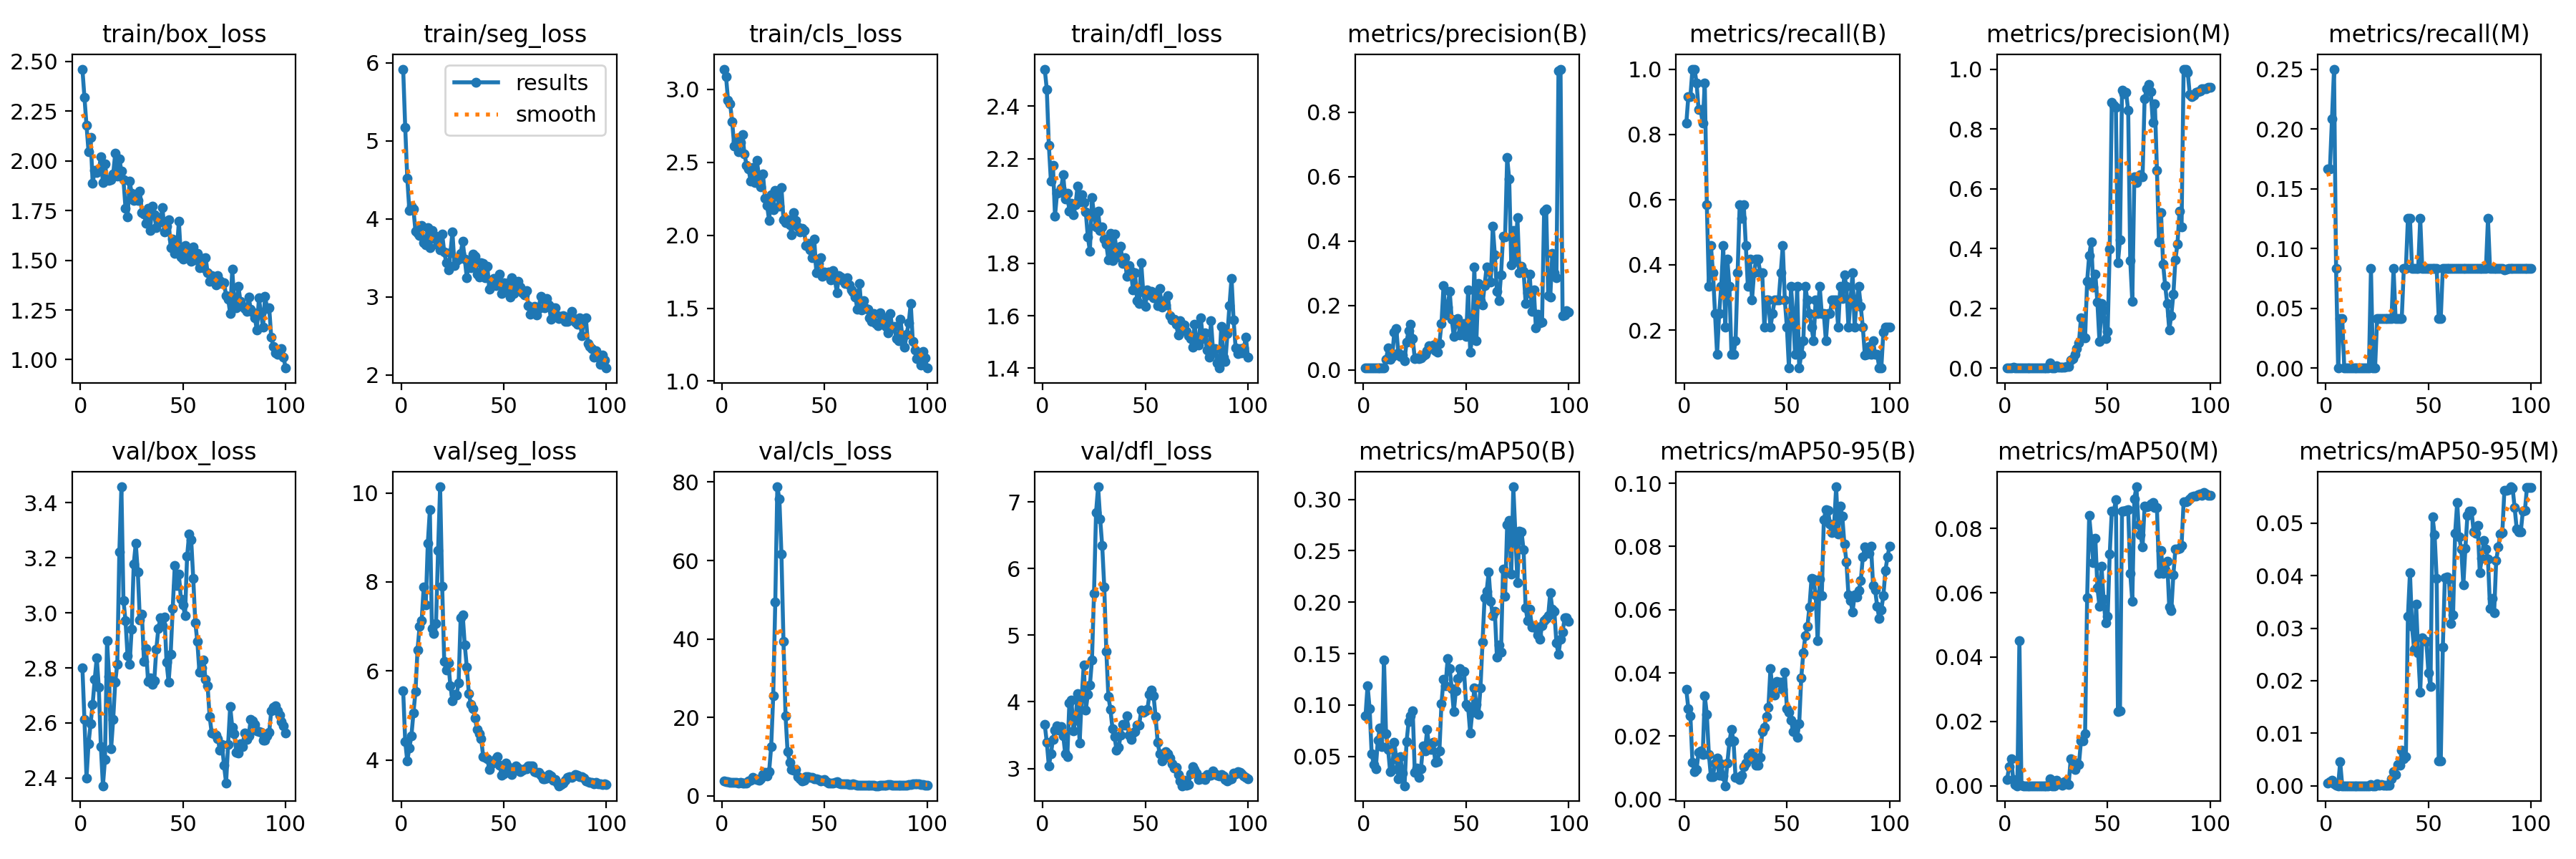 train/box_loss
train/seg_loss
train/cls_loss
train/dfl_loss
metrics/precision(B)
metrics/recall(B)
metrics/precision(M)
metrics/recall(M)
2.50
2.25
2.00
1.75
1.50
1.25
1.00
0 50 100
6
5
4
3
2
results
smooth
0 50 100
3.0
2.5
2.0
1.5
1.0
0 50 100
2.4
2.2
2.0
1.8
1.6
1.4
0 50 100
0.8
0.6
0.4
0.2
0.0
0 50 100
1.0
0.8
0.6
0.4
0.2
0 50 100
1.0
0.8
0.6
0.4
0.2
0.0
0 50 100
0.25
0.20
0.15
0.10
0.05
0.00
0 50 100
val/box_loss
val/seg_loss
val/cls_loss
val/dfl_loss
metrics/mAP50(B)
metrics/mAP50-95(B)
metrics/mAP50(M)
metrics/mAP50-95(M)
3.4
3.2
3.0
2.8
2.6
2.4
0 50 100
10
8
6
4
0 50 100
80
60
40
20
0
0 50 100
7
6
5
4
3
0 50 100
0.30
0.25
0.20
0.15
0.10
0.05
0 50 100
0.10
0.08
0.06
0.04
0.02
0.00
0 50 100
0.08
0.06
0.04
0.02
0.00
0 50 100
0.05
0.04
0.03
0.02
0.01
0.00
0 50 100